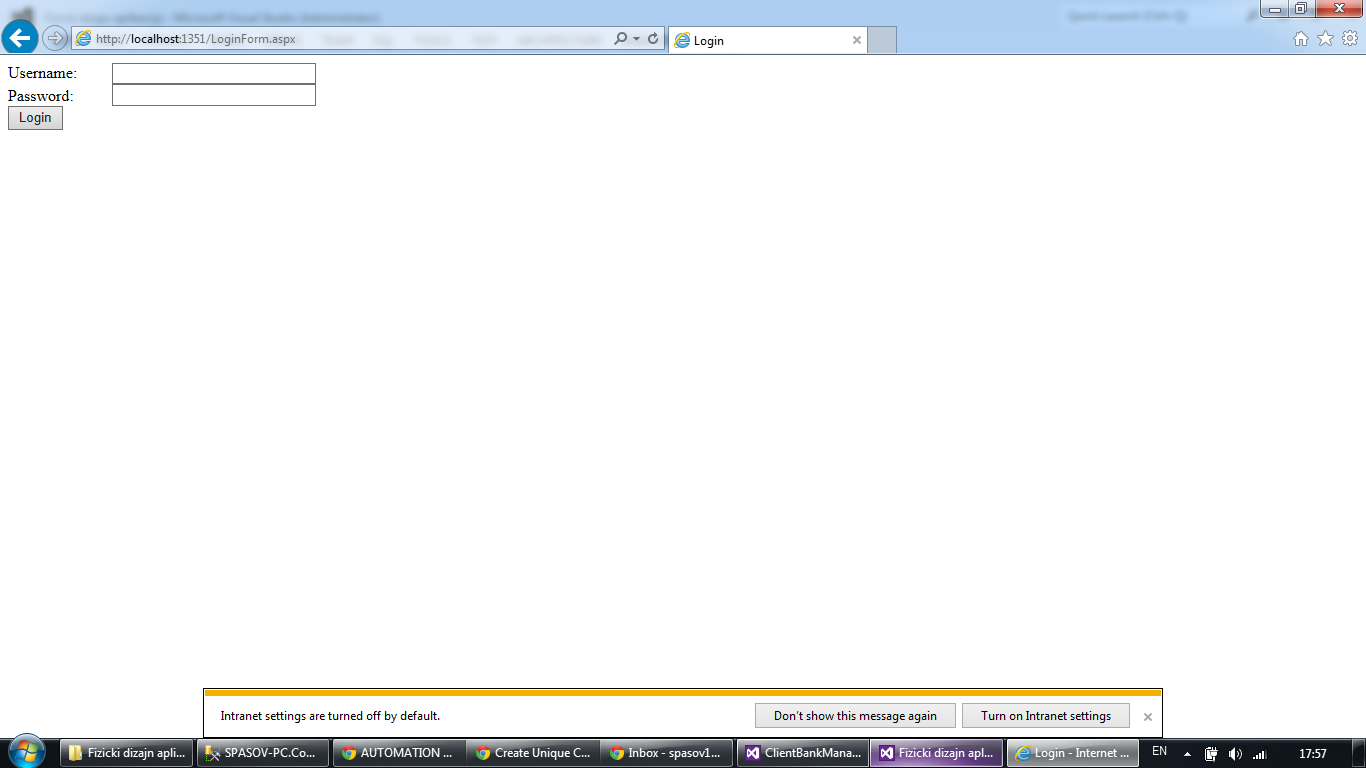 http://localhost:1351/LoginForm.aspx
Login
Username:
Password:
Login
Intranet settings are turned off by default.
Don't show this message again
Turn on Intranet settings
Fizicki dizajn apli...
SPASOV-PC.Co...
AUTOMATION ...
Create Unique C...
Inbox - spasov1...
ClientBankMana...
Fizicki dizajn apl...
Login - Internet ...
EN
17:57